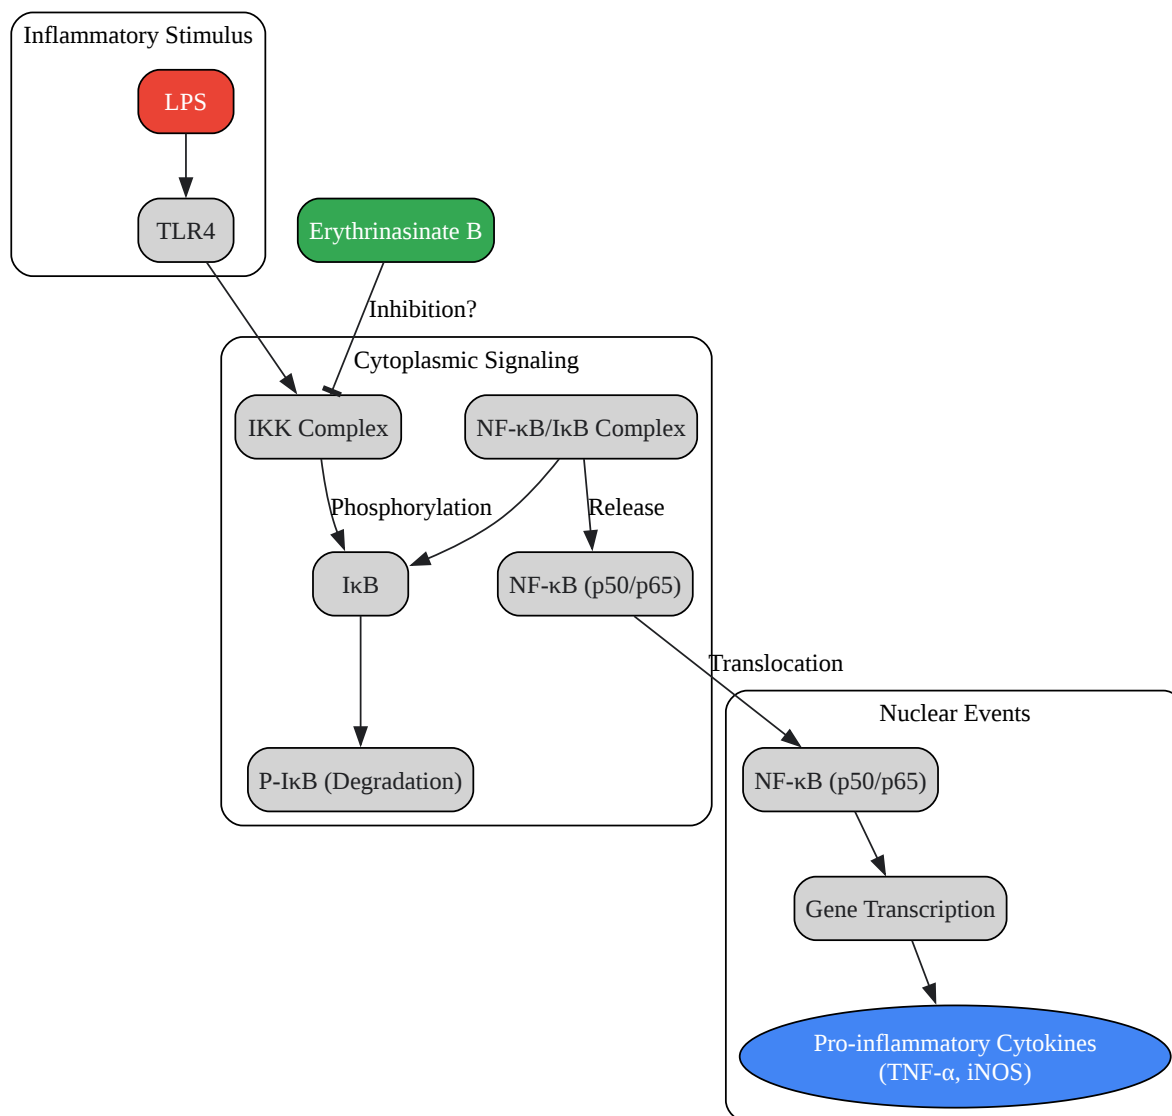 Inflammatory Stimulus
LPS
TLR4
Erythrinasinate B
Inhibition?
Cytoplasmic Signaling
IKK Complex
NF-κB/IκB Complex
Phosphorylation
Release
IκB
NF-κB (p50/p65)
Translocation
P-IκB (Degradation)
Nuclear Events
NF-κB (p50/p65)
Gene Transcription
Pro-inflammatory Cytokines
(TNF-α, iNOS)